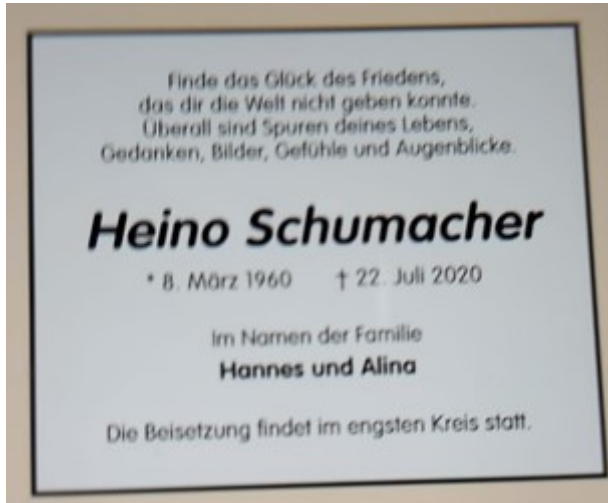 Finde das Glück des Friedens,
das dir die Welt nicht geben konnte.
Überall sind Spuren deines Lebens,
Gedanken, Bilder, Gefühle und Augenblicke.
Heino Schumacher
* 8. März 1960 † 22. Juli 2020
Im Namen der Familie
Hannes und Alina
Die Beisetzung findet im engsten Kreis statt.